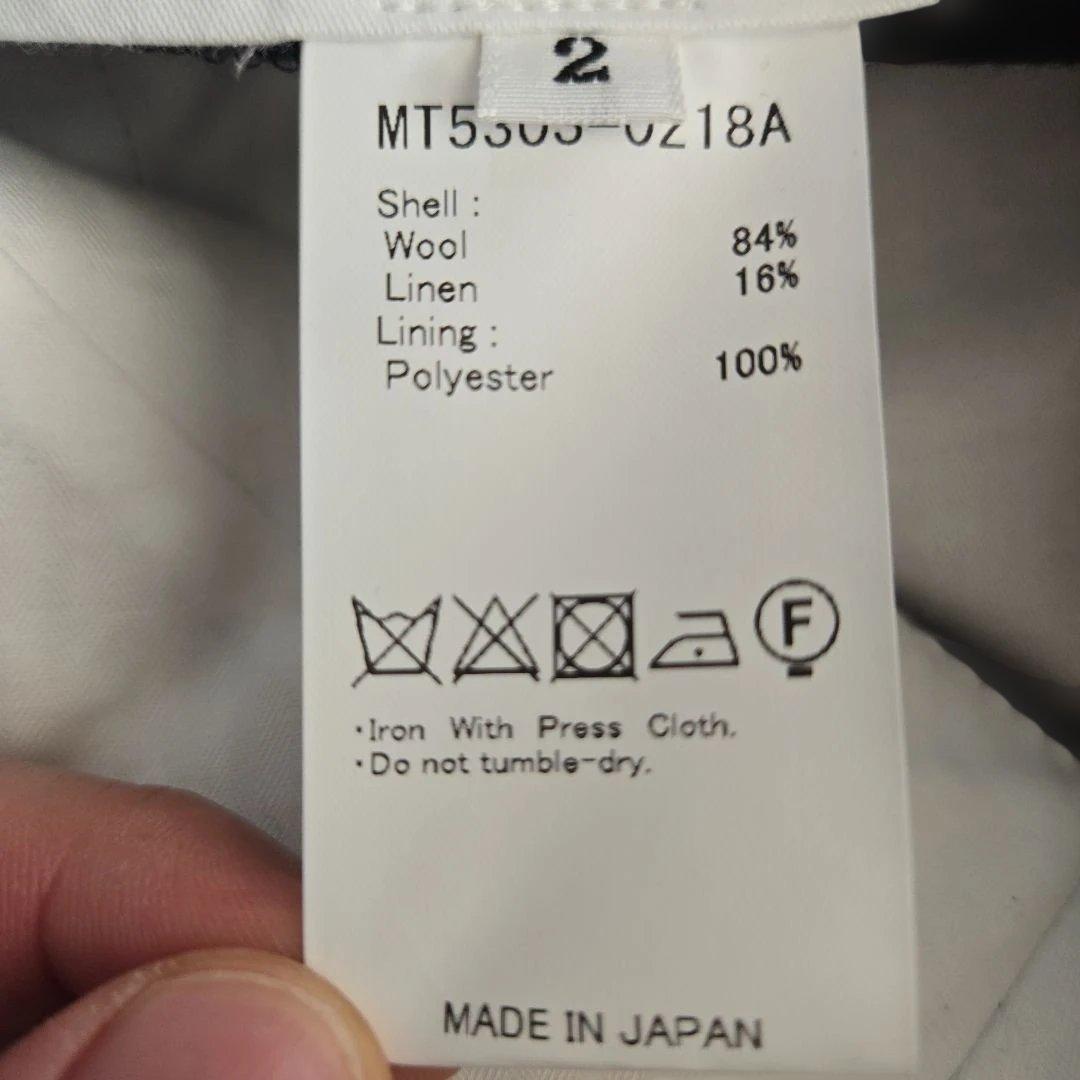 2
MT5303-0218A
Shell :
Wool 84%
Linen 16%
Lining :
Polyester 100%
F
·Iron With Press Cloth.
·Do not tumble-dry.
MADE IN JAPAN